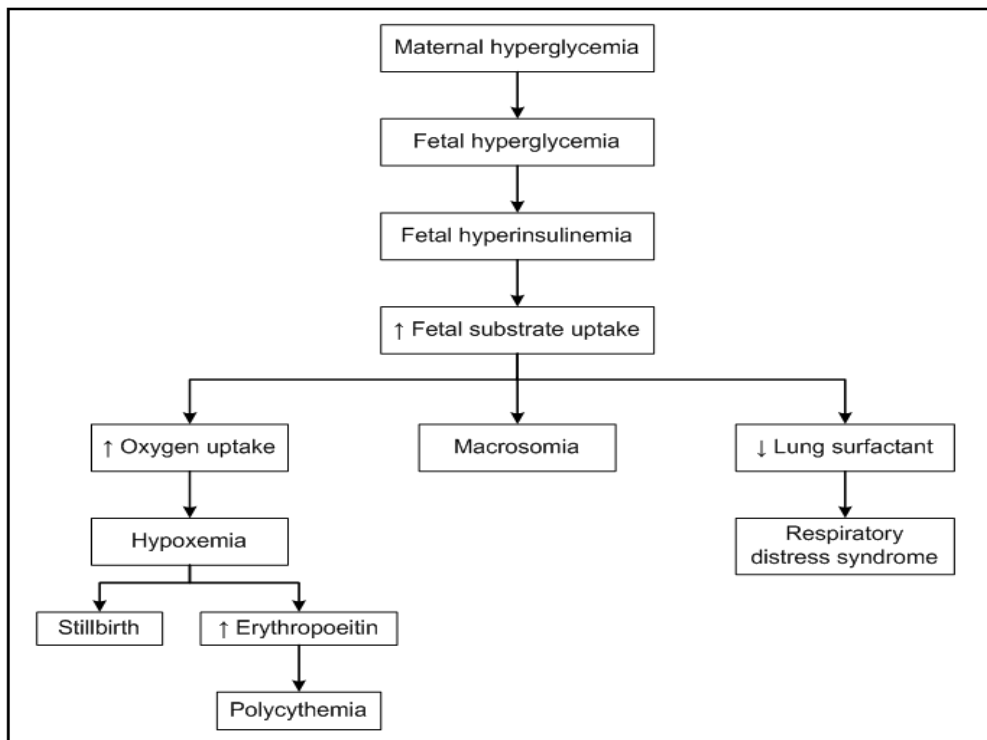 Maternal hyperglycemia
Fetal hyperglycemia
Fetal hyperinsulinemia
↑ Fetal substrate uptake
↑ Oxygen uptake
Macrosomia
↓ Lung surfactant
Hypoxemia
Respiratory
distress syndrome
Stillbirth
↑ Erythropoeitin
Polycythemia